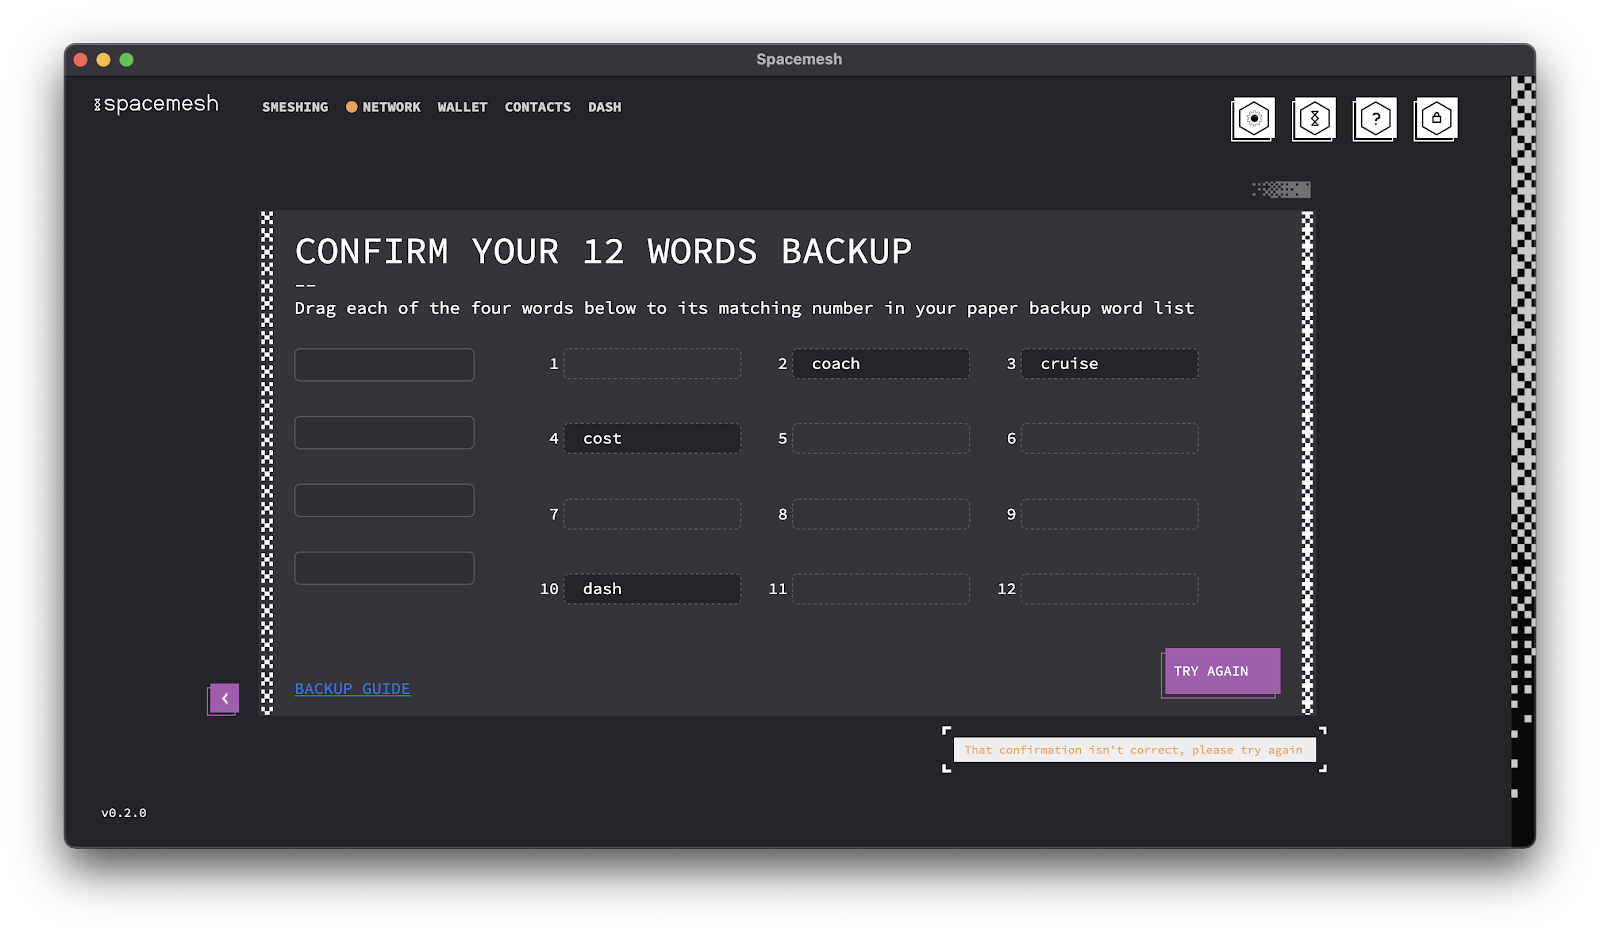 Spacemesh
spacemesh SMESHING NETWORK WALLET CONTACTS DASH ?
CONFIRM YOUR 12 WORDS BACKUP
--
Drag each of the four words below to its matching number in your paper backup word list
1 2 coach 3 cruise
4 cost 5 6
7 8 9
10 dash 11 12
TRY AGAIN
BACKUP GUIDE
That confirmation isn't correct, please try again
v0.2.0